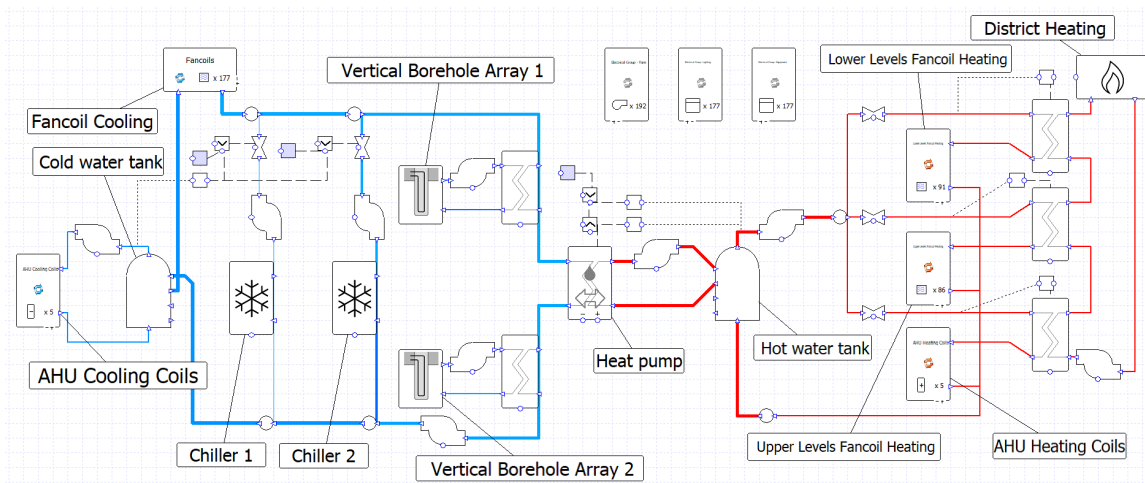 District Heating
Fancoils
x 177
Vertical Borehole Array 1
Lower Levels Fancoil Heating
Fancoil Cooling
x 192
x 177
x 177
Cold water tank
x 91
AHU Cooling Coils
x 5
x 86
Heat pump
Hot water tank
AHU Heating Coils
x 5
AHU Cooling Coils
Chiller 1
Chiller 2
Vertical Borehole Array 2
Upper Levels Fancoil Heating
AHU Heating Coils